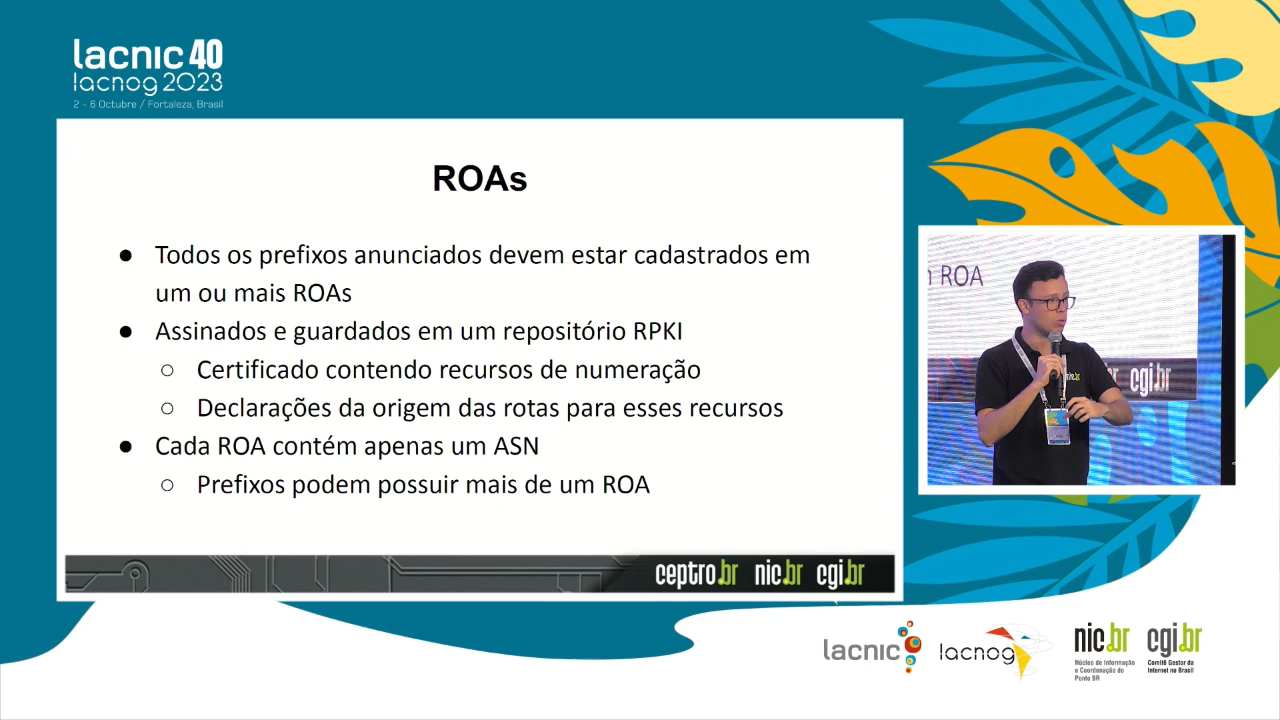 lacnic 40
lacnog 2023
2 - 6 Octubre / Fortaleza, Brasil
ROAs
● Todos os prefixos anunciados devem estar cadastrados em
um ou mais ROAs
● Assinados e guardados em um repositório RPKI
○ Certificado contendo recursos de numeração
○ Declarações da origem das rotas para esses recursos
● Cada ROA contém apenas um ASN
○ Prefixos podem possuir mais de um ROA
ceptro.br nic.br cgi.br
ROA
cgi.br
lacnic
lacnog
nic.br
Núcleo de Informação
e Coordenação do
Ponto BR
cgi.br
Comitê Gestor da
Internet no Brasil